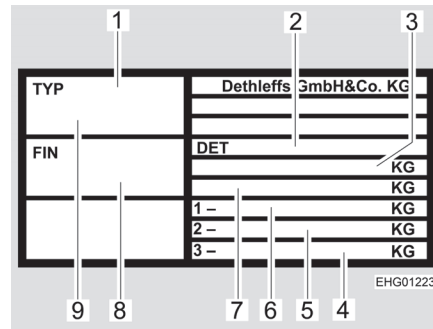 1 2 3
TYP Dethleffs GmbH&Co. KG
FIN DET
KG
KG
1 – KG
2 – KG
3 – KG
EHG01223
9 8 7 6 5 4